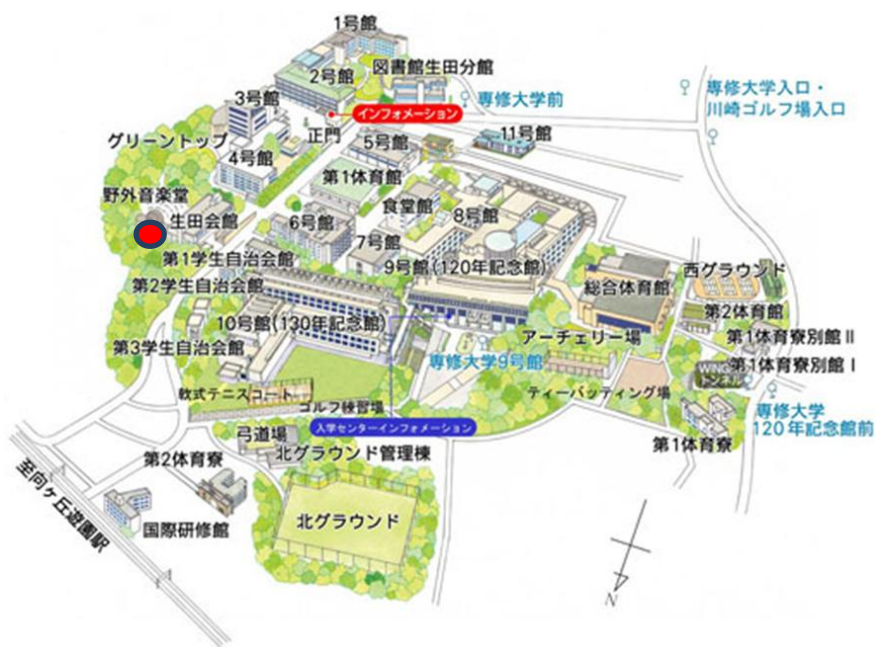 1号館
2号館
図書館生田分館
専修大学前
専修大学入口・
川崎ゴルフ場入口
3号館
インフォメーション
正門
グリーントップ
5号館
11号館
4号館
第1体育館
野外音楽堂
生田会館
食堂館
6号館
8号館
7号館
第1学生自治会館
9号館(120年記念館)
第2学生自治会館
総合体育館
西グラウンド
第2体育館
10号館(130年記念館)
アーチェリー場
第1体育寮別館Ⅱ
第3学生自治会館
専修大学9号館
第1体育寮別館Ⅰ
WING
トンネル
軟式テニスコート
ゴルフ練習場
ティーバッティング場
専修大学
120年記念館前
入学センターインフォメーション
弓道場
第1体育寮
第2体育寮
北グラウンド管理棟
至向ヶ丘遊園駅
国際研修館
北グラウンド
N